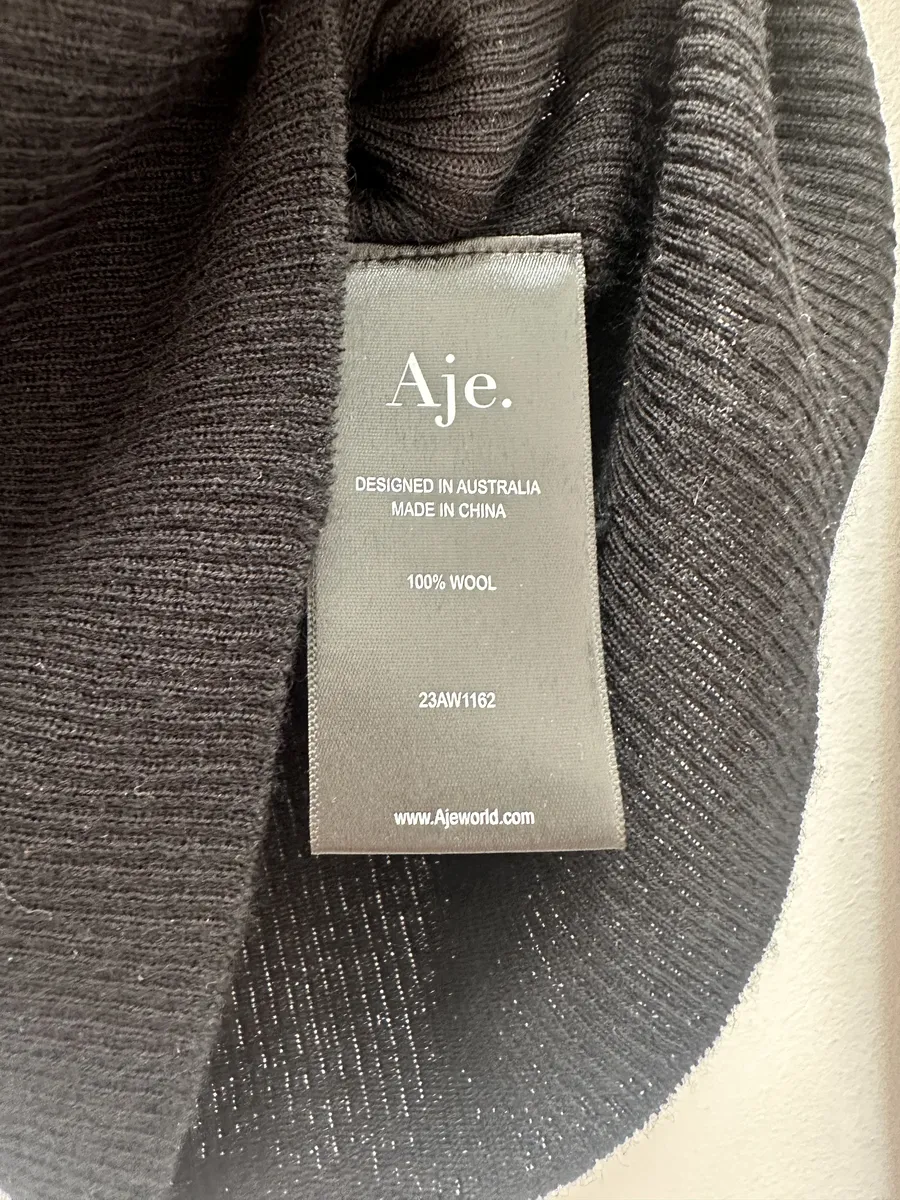 Aje.
DESIGNED IN AUSTRALIA
MADE IN CHINA
100% WOOL
23AW1162
www.Ajeworld.com